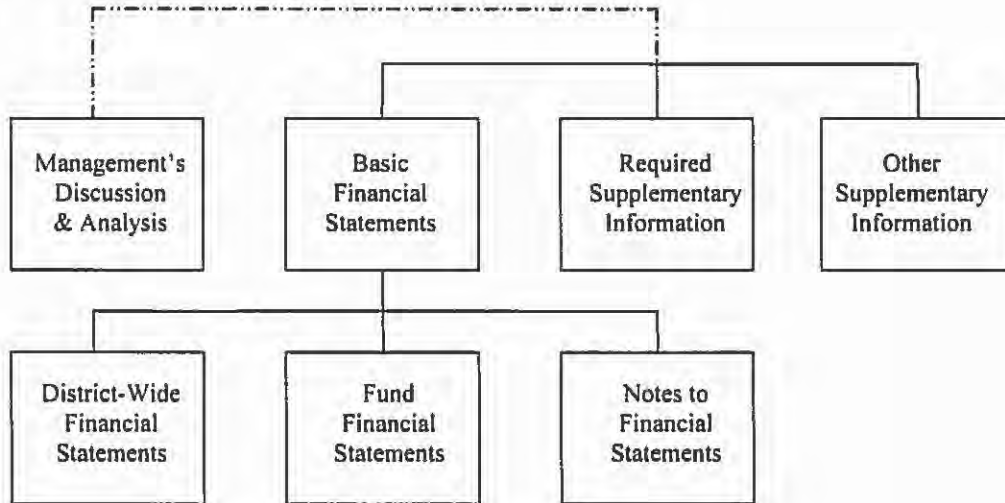 Management's
Discussion
& Analysis
Basic
Financial
Statements
Required
Supplementary
Information
Other
Supplementary
Information
District-Wide
Financial
Statements
Fund
Financial
Statements
Notes to
Financial
Statements